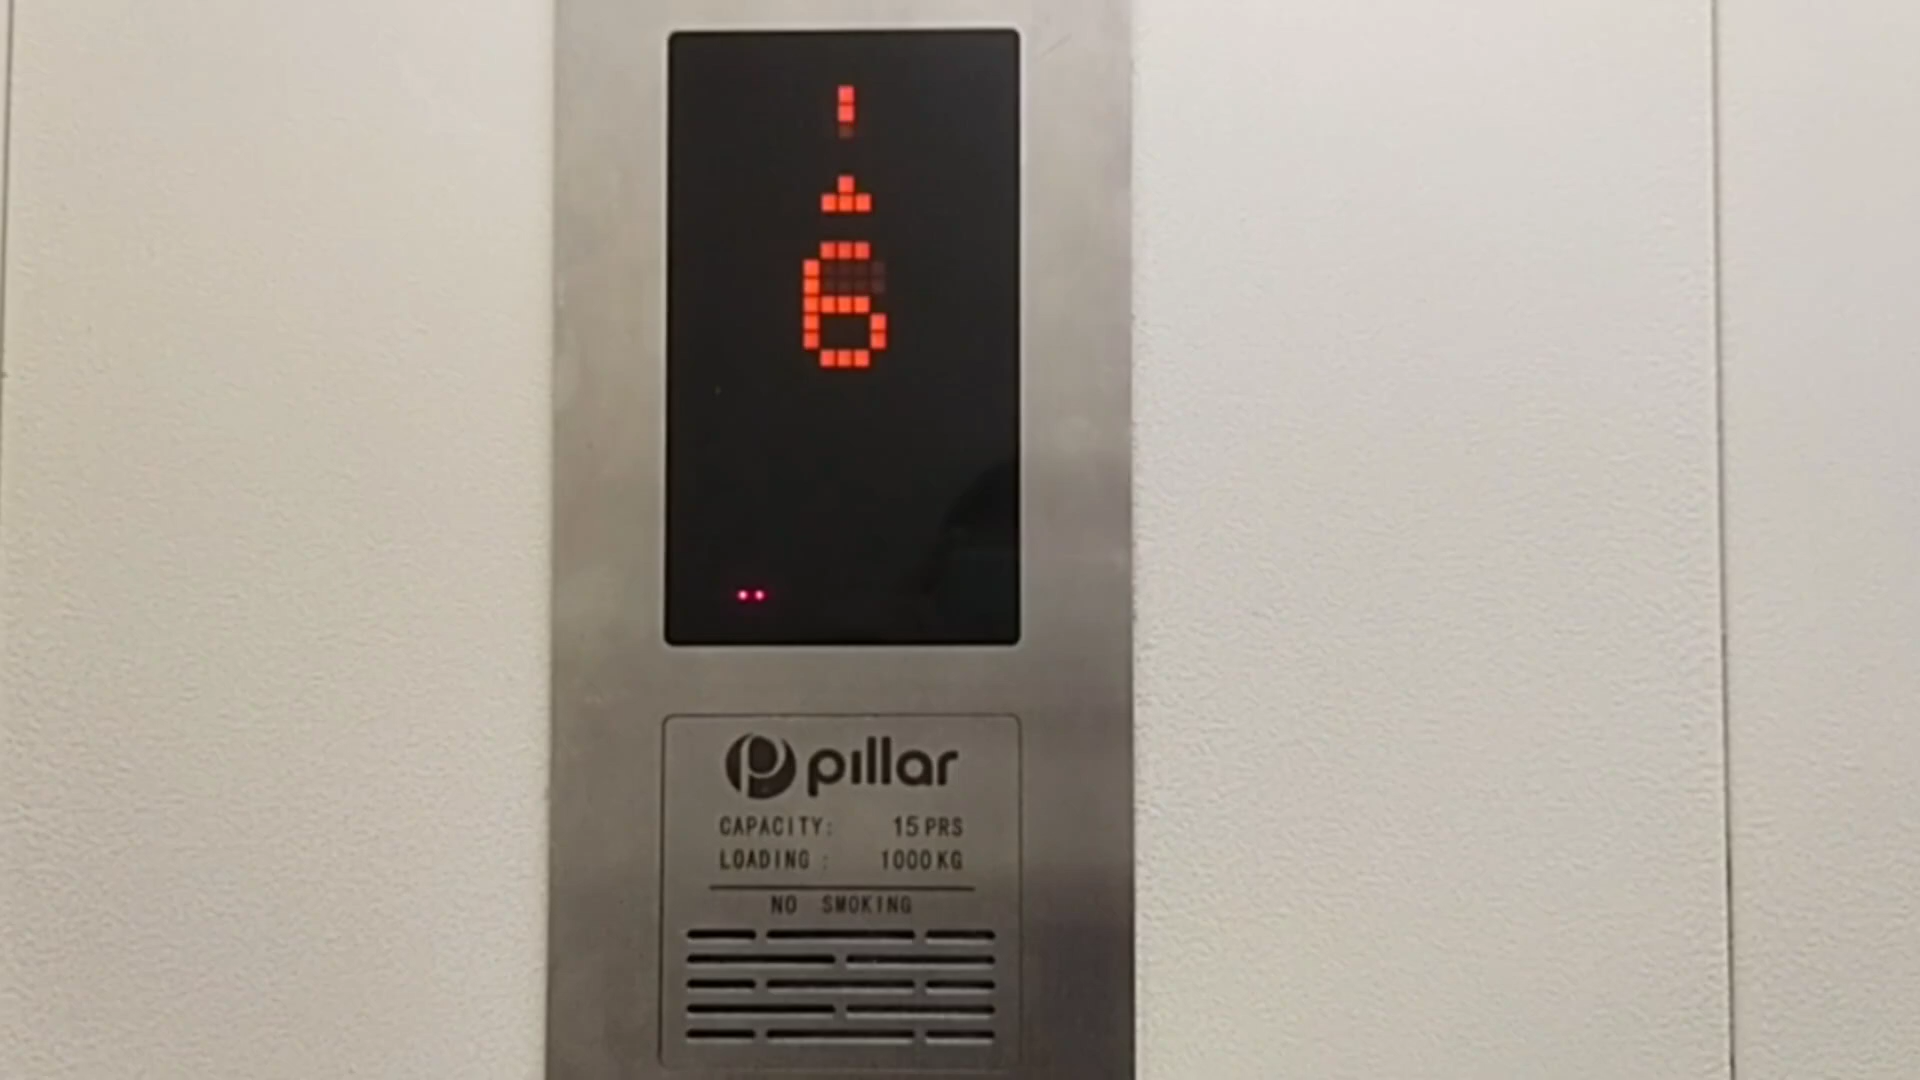 6
pillar
CAPACITY: 15 PRS
LOADING : 1000 KG
NO SMOKING